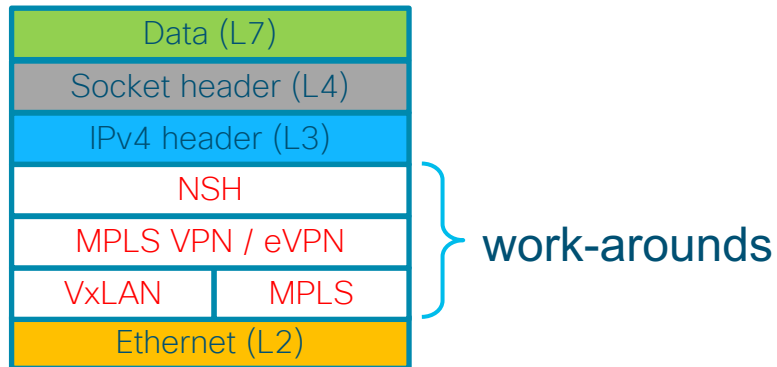 Data (L7)
Socket header (L4)
IPv4 header (L3)
NSH
MPLS VPN / eVPN
work-arounds
VxLAN
MPLS
Ethernet (L2)